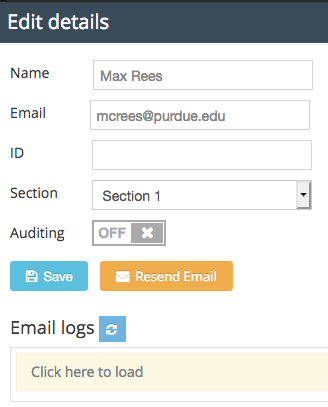 Edit details
Name Max Rees
Email mcrees@purdue.edu
ID
Section Section 1
Auditing OFF
Save Resend Email
Email logs
Click here to load